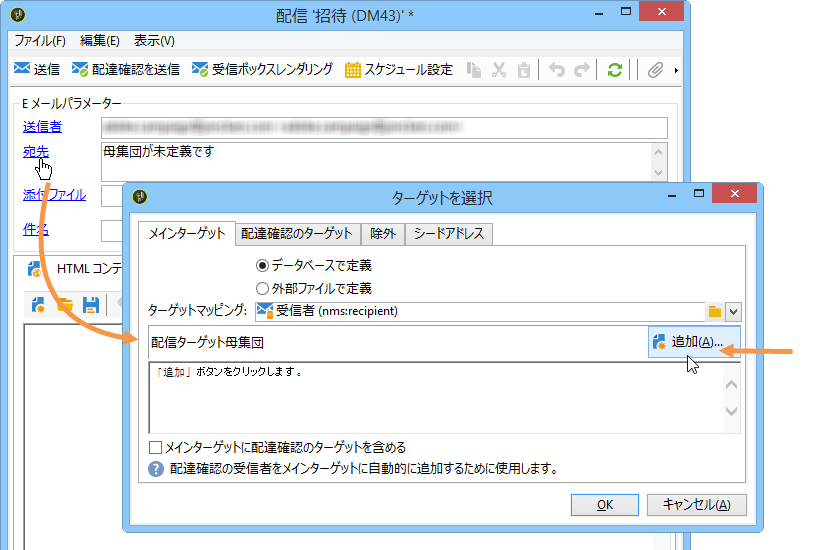 配信 '招待 (DM43)' *
ファイル(F) 編集(E) 表示(V)
送信 配達確認を送信 受信ボックスレンダリング スケジュール設定
E メールパラメーター
送信者
宛先 母集団が未定義です
添付ファイル
件名
HTML コンテ
ターゲットを選択
メインターゲット 配達確認のターゲット 除外 シードアドレス
データベースで定義
外部ファイルで定義
ターゲットマッピング: 受信者 (nms:recipient)
配信ターゲット母集団 追加(A)...
「追加」ボタンをクリックします。
メインターゲットに配達確認のターゲットを含める
配達確認の受信者をメインターゲットに自動的に追加するために使用します。
OK キャンセル(A)